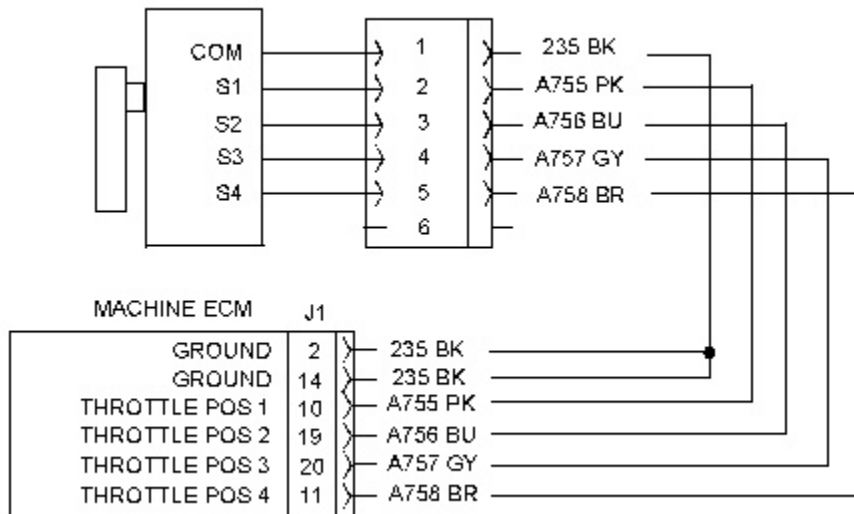 COM 1 235 BK
S1 2 A755 PK
S2 3 A756 BU
S3 4 A757 GY
S4 5 A758 BR
6
MACHINE ECM J1
GROUND 2 235 BK
GROUND 14 235 BK
THROTTLE POS 1 10 A755 PK
THROTTLE POS 2 19 A756 BU
THROTTLE POS 3 20 A757 GY
THROTTLE POS 4 11 A758 BR